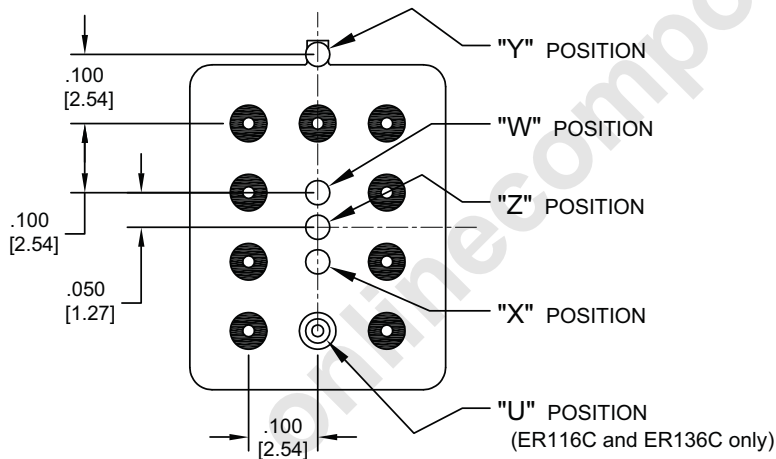 "Y" POSITION
.100
[2.54]
"W" POSITION
"Z" POSITION
.100
[2.54]
.050
[1.27]
"X" POSITION
"U" POSITION
(ER116C and ER136C only)
.100
[2.54]
onlinecompo